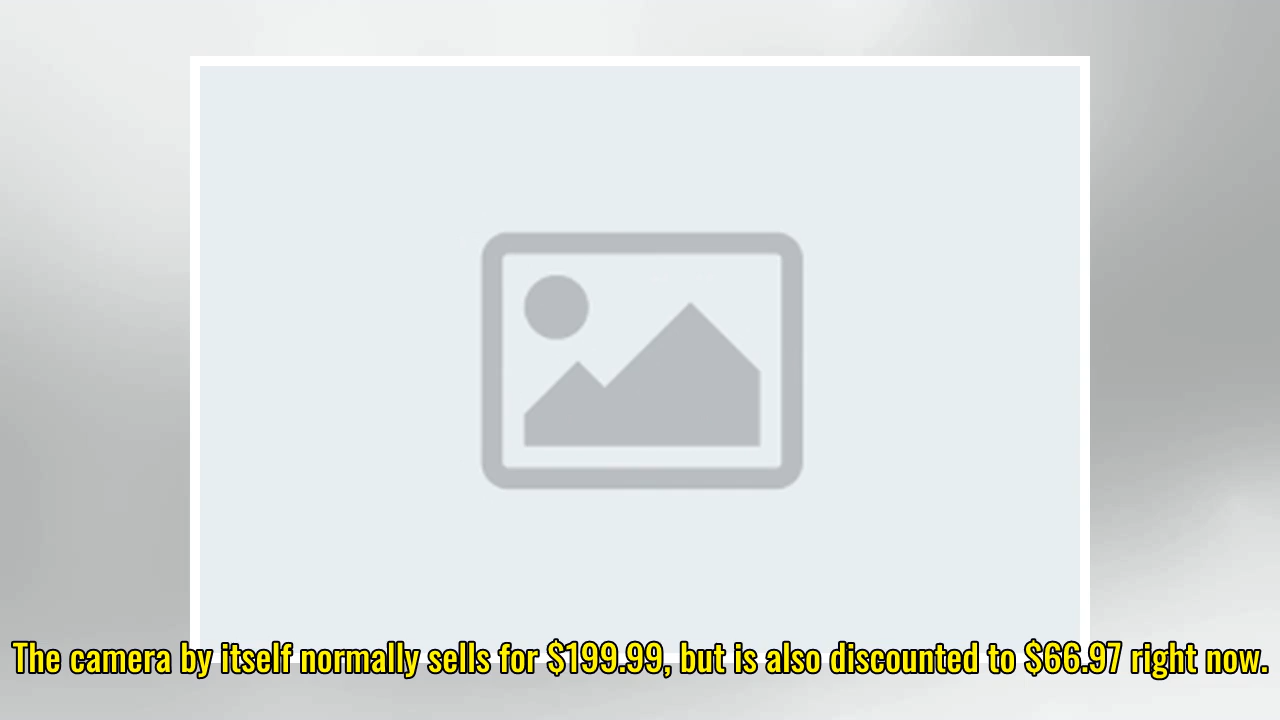 The camera by itself normally sells for $199.99, but is also discounted to $66.97 right now.